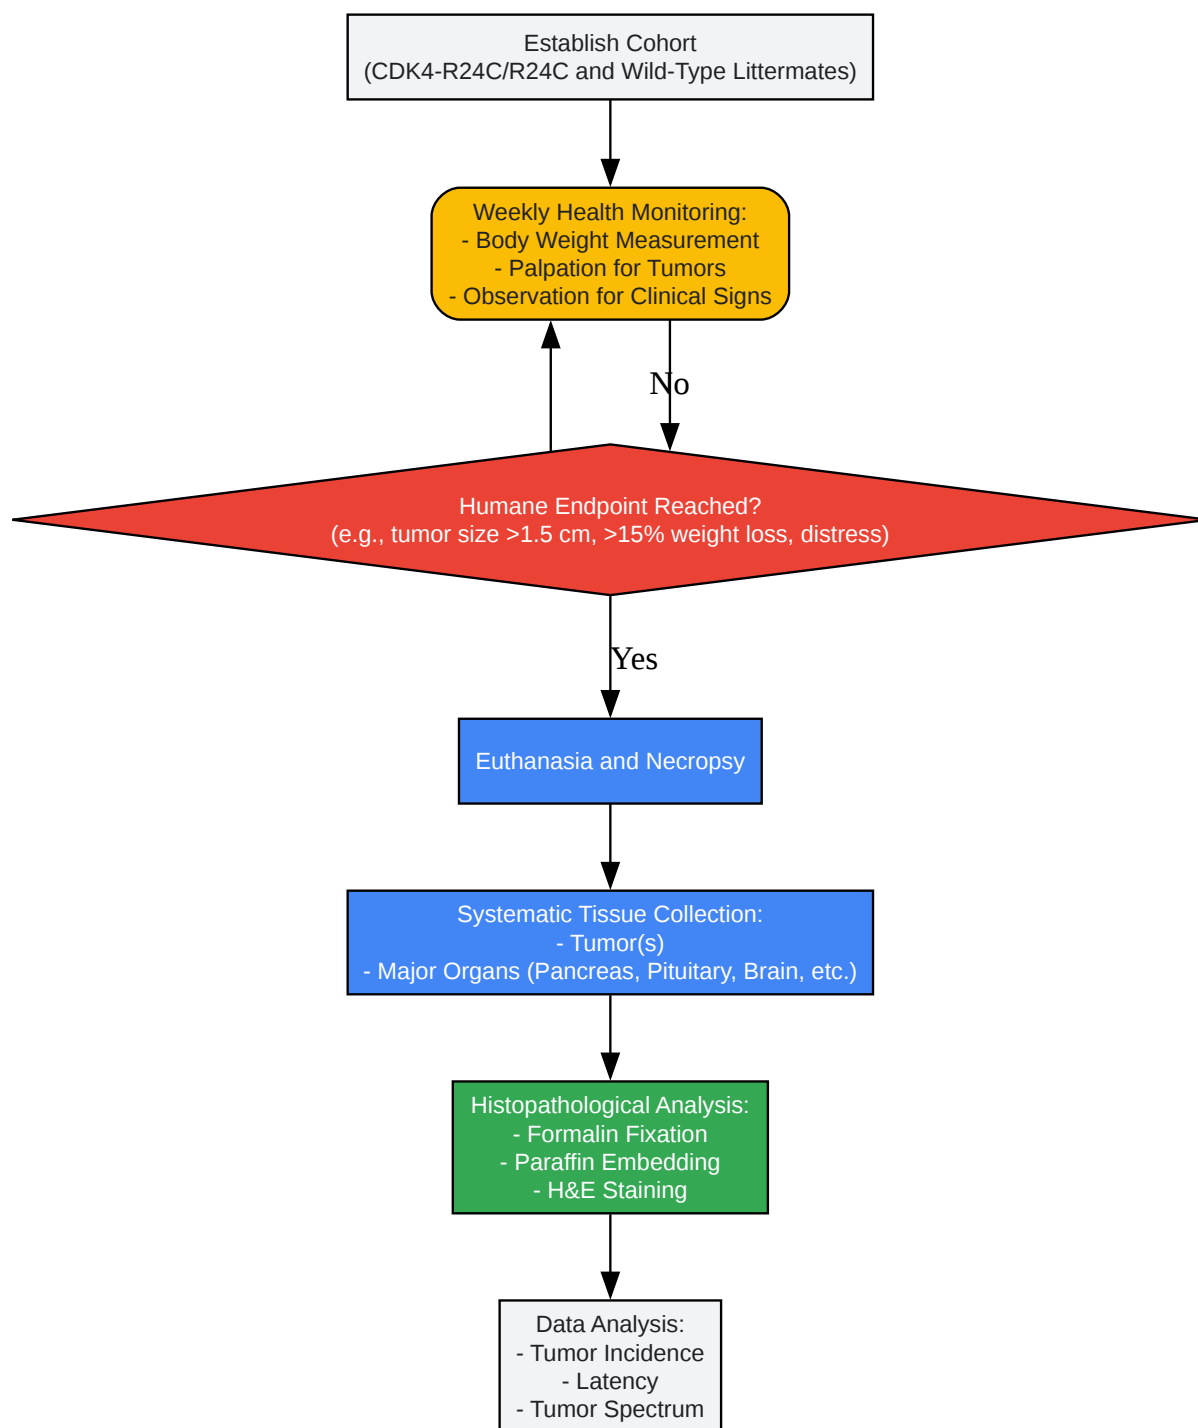 Establish Cohort
(CDK4-R24C/R24C and Wild-Type Littermates)
Weekly Health Monitoring:
- Body Weight Measurement
- Palpation for Tumors
- Observation for Clinical Signs
No
Humane Endpoint Reached?
(e.g., tumor size >1.5 cm, >15% weight loss, distress)
Yes
Euthanasia and Necropsy
Systematic Tissue Collection:
- Tumor(s)
- Major Organs (Pancreas, Pituitary, Brain, etc.)
Histopathological Analysis:
- Formalin Fixation
- Paraffin Embedding
- H&E Staining
Data Analysis:
- Tumor Incidence
- Latency
- Tumor Spectrum